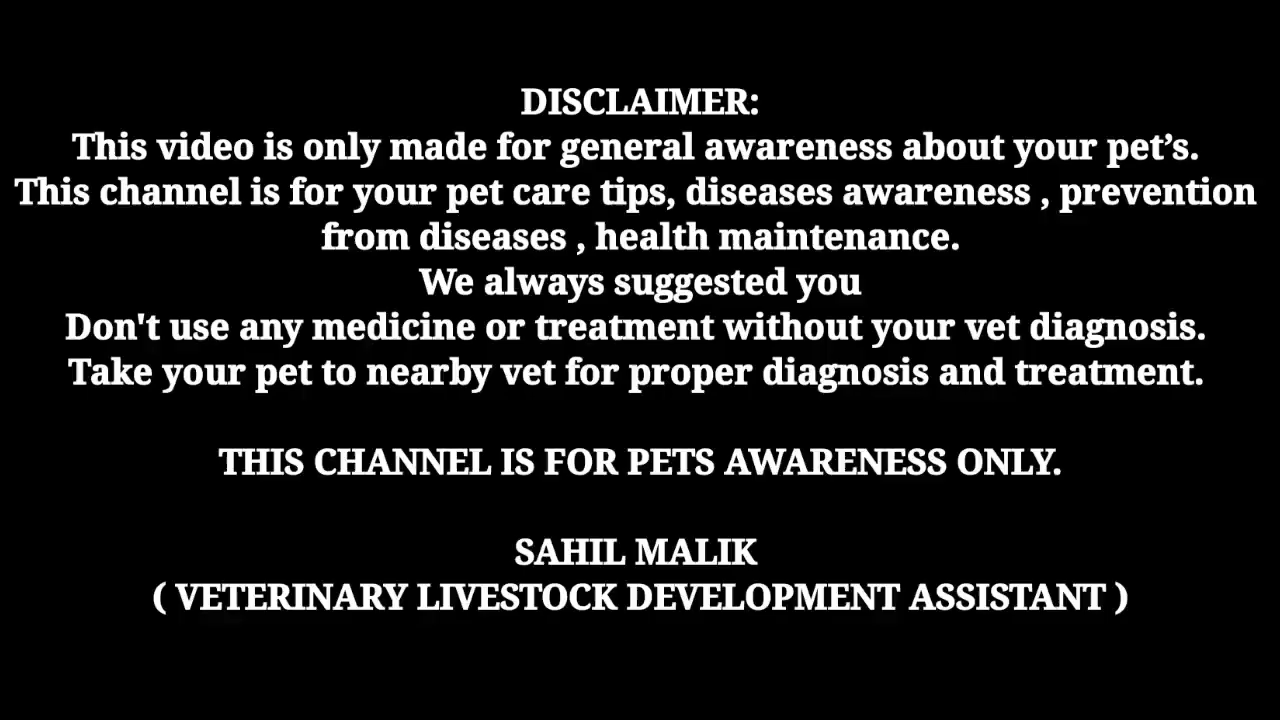 DISCLAIMER:
This video is only made for general awareness about your pet’s.
This channel is for your pet care tips, diseases awareness , prevention
from diseases , health maintenance.
We always suggested you
Don't use any medicine or treatment without your vet diagnosis.
Take your pet to nearby vet for proper diagnosis and treatment.
THIS CHANNEL IS FOR PETS AWARENESS ONLY.
SAHIL MALIK
( VETERINARY LIVESTOCK DEVELOPMENT ASSISTANT )